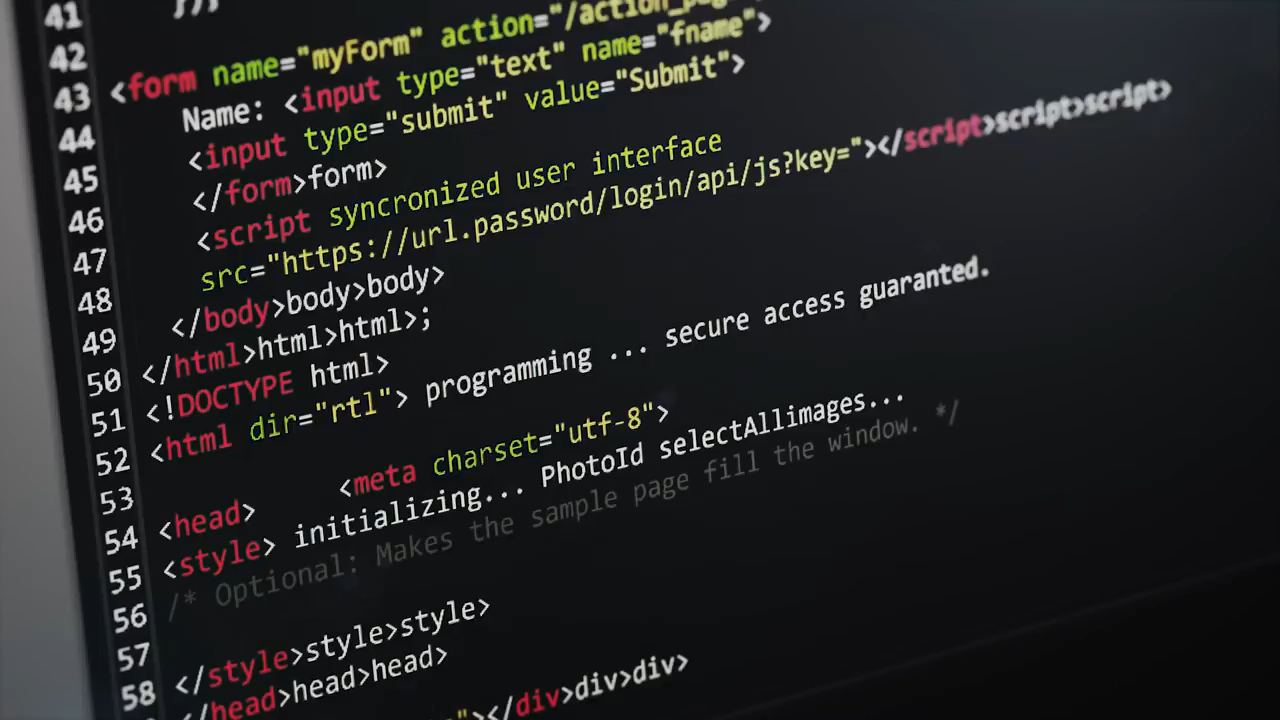 41 });
42
43 <form name="myForm" action="/action_pag
44 Name: <input type="text" name="fname">
45 <input type="submit" value="Submit">
46 </form>form>
47 <script syncronized user interface
48 src="https://url.password/login/api/js?key="></script>script>script>
49 </body>body>body>
50 </html>html>html>;
51 <!DOCTYPE html>
52 <html dir="rtl"> programming ... secure access guaranted.
53 <meta charset="utf-8">
54 <head>
55 <style> initializing... PhotoId selectAllimages...
56 /* Optional: Makes the sample page fill the window. */
57
58 </style>style>style>
</head>head>head>
"></div>div>div>